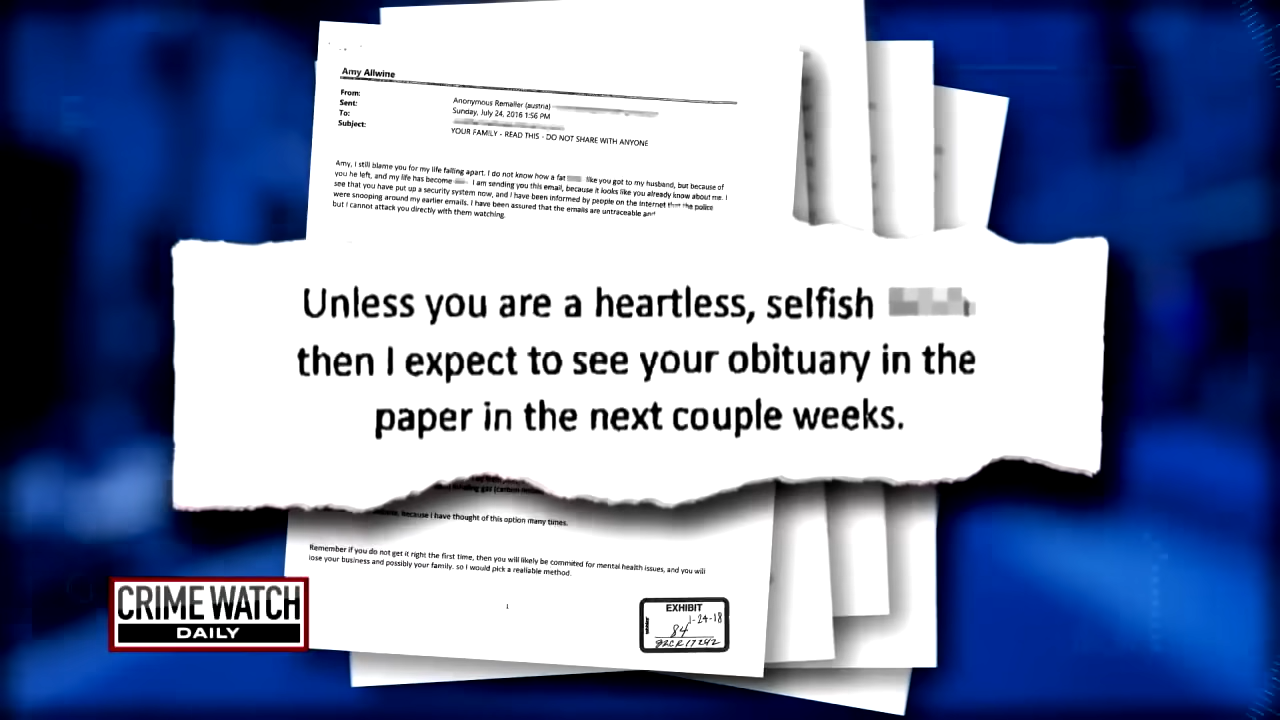 Amy Allwine
From:
Anonymous Remailer (austria)
Sent:
Sunday, July 24, 2016 1:56 PM
To:
Subject:
YOUR FAMILY - READ THIS - DO NOT SHARE WITH ANYONE
Amy, I still blame you for my life falling apart. I do not know how a fat like you got to my husband, but because of
you he left, and my life has become I am sending you this email, because it looks like you already know about me. I
see that you have put up a security system now, and I have been informed by people on the Internet that the police
were snooping around my earlier emails. I have been assured that the emails are untraceable and
but I cannot attack you directly with them watching.
Unless you are a heartless, selfish
then I expect to see your obituary in the
paper in the next couple weeks.
because I have thought of this option many times.
Remember if you do not get it right the first time, then you will likely be commited for mental health issues, and you will
lose your business and possibly your family. so I would pick a realiable method.
1
EXHIBIT
1-24-18
84
82CR17242
CRIME WATCH
DAILY